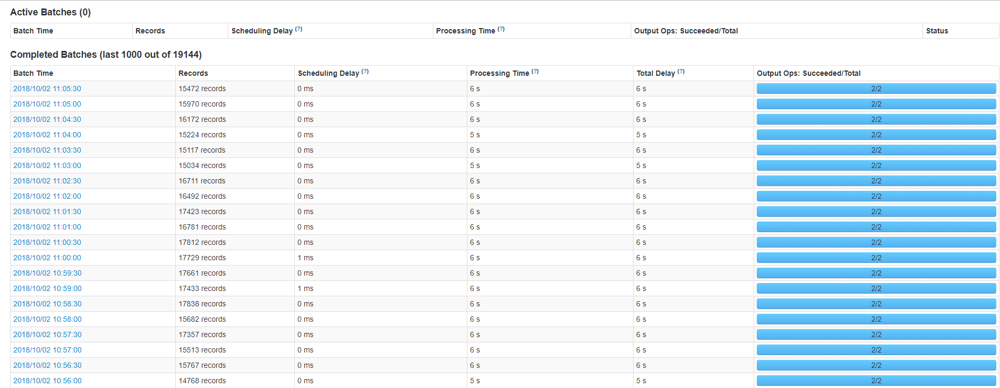 Active Batches (0)
Batch Time Records Scheduling Delay (?) Processing Time (?) Output Ops: Succeeded/Total Status
Completed Batches (last 1000 out of 19144)
Batch Time Records Scheduling Delay (?) Processing Time (?) Total Delay (?) Output Ops: Succeeded/Total
2018/10/02 11:05:30 15472 records 0 ms 6 s 6 s 2/2
2018/10/02 11:05:00 15970 records 0 ms 6 s 6 s 2/2
2018/10/02 11:04:30 16172 records 0 ms 6 s 6 s 2/2
2018/10/02 11:04:00 15224 records 0 ms 5 s 5 s 2/2
2018/10/02 11:03:30 15117 records 0 ms 6 s 6 s 2/2
2018/10/02 11:03:00 15034 records 0 ms 5 s 5 s 2/2
2018/10/02 11:02:30 16711 records 0 ms 6 s 6 s 2/2
2018/10/02 11:02:00 16492 records 0 ms 6 s 6 s 2/2
2018/10/02 11:01:30 17423 records 0 ms 6 s 6 s 2/2
2018/10/02 11:01:00 16781 records 0 ms 6 s 6 s 2/2
2018/10/02 11:00:30 17812 records 0 ms 6 s 6 s 2/2
2018/10/02 11:00:00 17729 records 1 ms 6 s 6 s 2/2
2018/10/02 10:59:30 17661 records 0 ms 6 s 6 s 2/2
2018/10/02 10:59:00 17433 records 1 ms 6 s 6 s 2/2
2018/10/02 10:58:30 17838 records 0 ms 6 s 6 s 2/2
2018/10/02 10:58:00 15682 records 0 ms 6 s 6 s 2/2
2018/10/02 10:57:30 17357 records 0 ms 6 s 6 s 2/2
2018/10/02 10:57:00 15513 records 0 ms 6 s 6 s 2/2
2018/10/02 10:56:30 15767 records 0 ms 6 s 6 s 2/2
2018/10/02 10:56:00 14768 records 0 ms 5 s 5 s 2/2